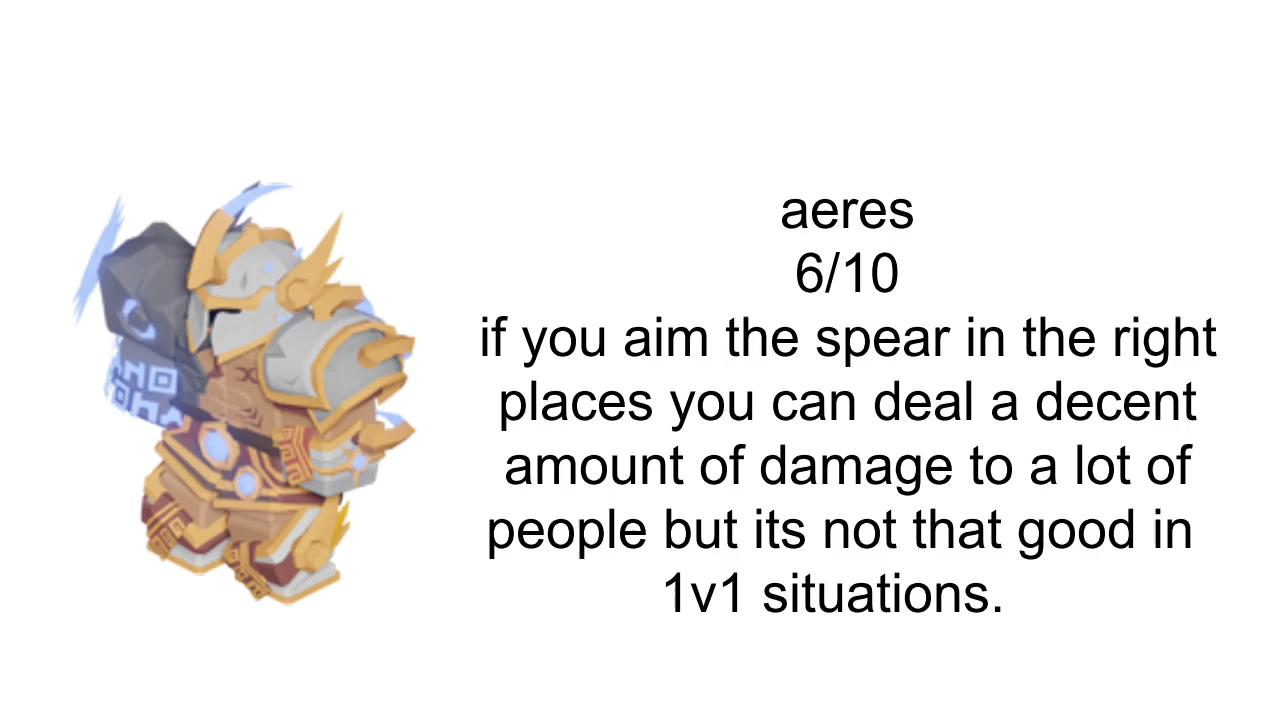 aeres
6/10
if you aim the spear in the right
places you can deal a decent
amount of damage to a lot of
people but its not that good in
1v1 situations.